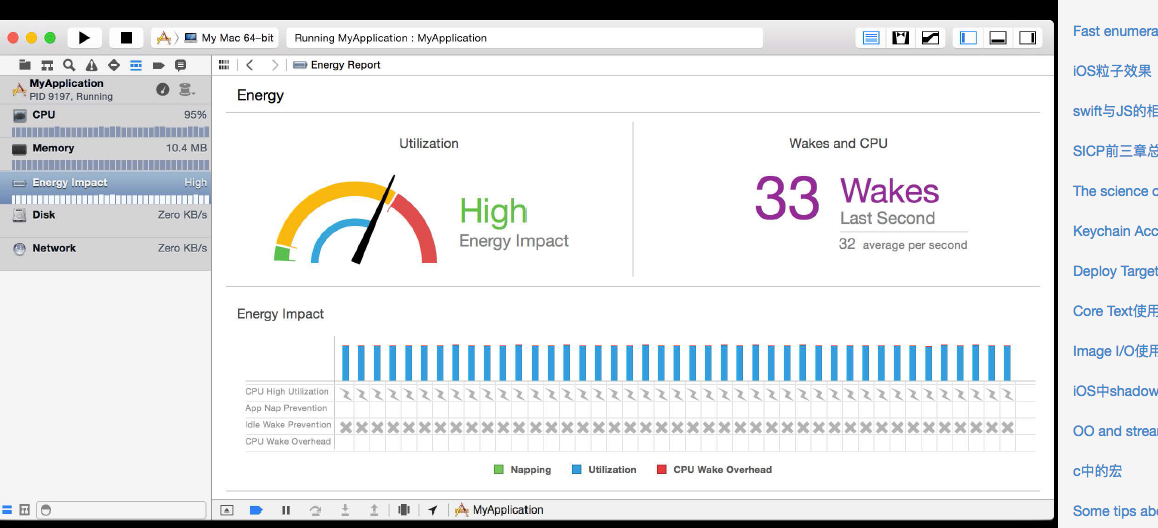 My Mac 64-bit
Running MyApplication : MyApplication
Energy Report
MyApplication
PID 9197, Running
CPU
95%
Memory
10.4 MB
Energy Impact
High
Disk
Zero KB/s
Network
Zero KB/s
Energy
Utilization
High
Energy Impact
Wakes and CPU
33 Wakes
Last Second
32 average per second
Energy Impact
CPU High Utilization
App Nap Prevention
Idle Wake Prevention
CPU Wake Overhead
Napping
Utilization
CPU Wake Overhead
MyApplication
Fast enumera
iOS粒子效果
swift与JS的相
SICP前三章总
The science o
Keychain Acc
Deploy Target
Core Text使用
Image I/O使用
iOS中shadow
OO and strear
c中的宏
Some tips abo